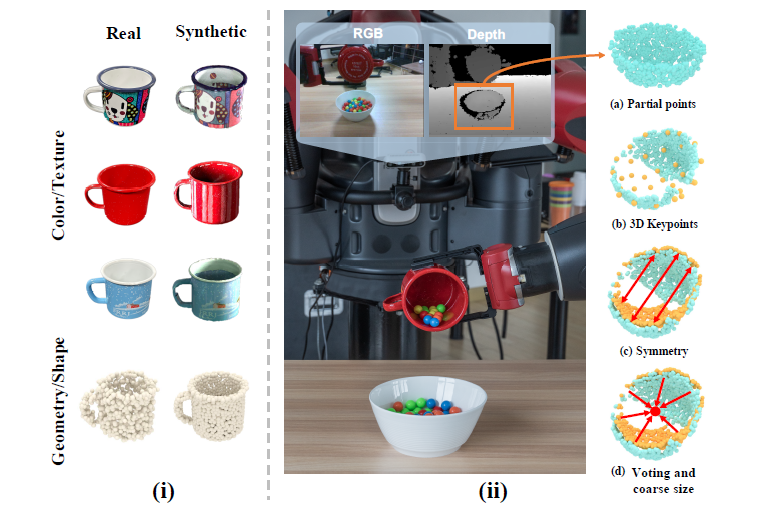 Real
Synthetic
Color/Texture
Geometry/Shape
(i)
RGB
Depth
(ii)
(a) Partial points
(b) 3D Keypoints
(c) Symmetry
(d) Voting and
coarse size